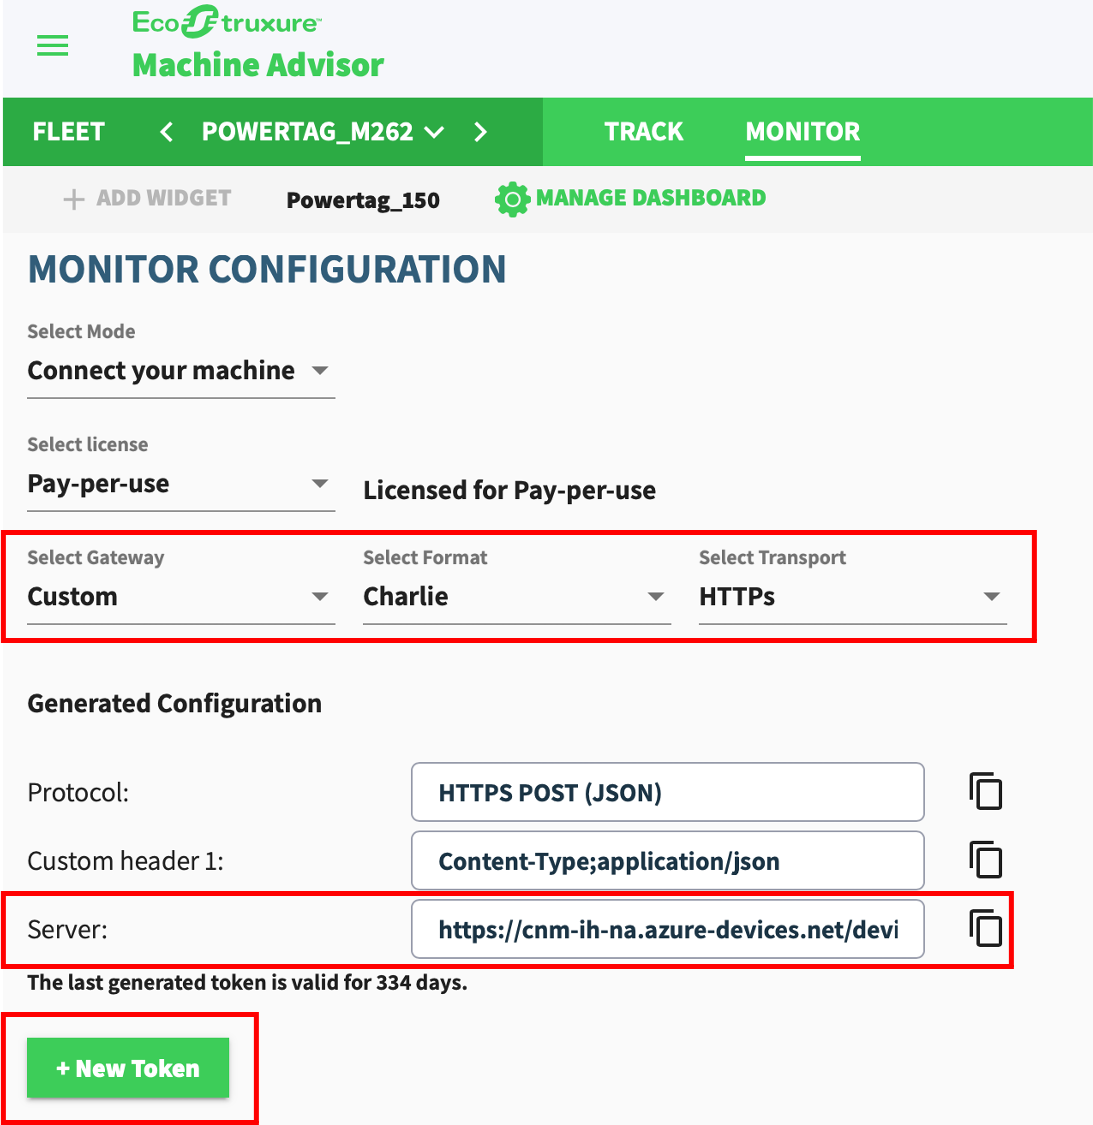 EcoStruxure™
Machine Advisor
FLEET < POWERTAG_M262 > TRACK MONITOR
+ ADD WIDGET Powertag_150 MANAGE DASHBOARD
MONITOR CONFIGURATION
Select Mode
Connect your machine
Select license
Pay-per-use Licensed for Pay-per-use
Select Gateway Select Format Select Transport
Custom Charlie HTTPs
Generated Configuration
Protocol: HTTPS POST (JSON)
Custom header 1: Content-Type;application/json
Server: https://cnm-ih-na.azure-devices.net/devi
The last generated token is valid for 334 days.
+ New Token